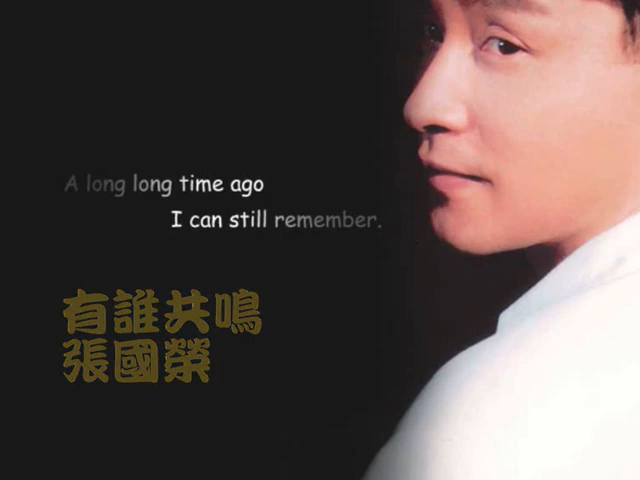 A long long time ago
I can still remember.
有誰共鳴
張國榮